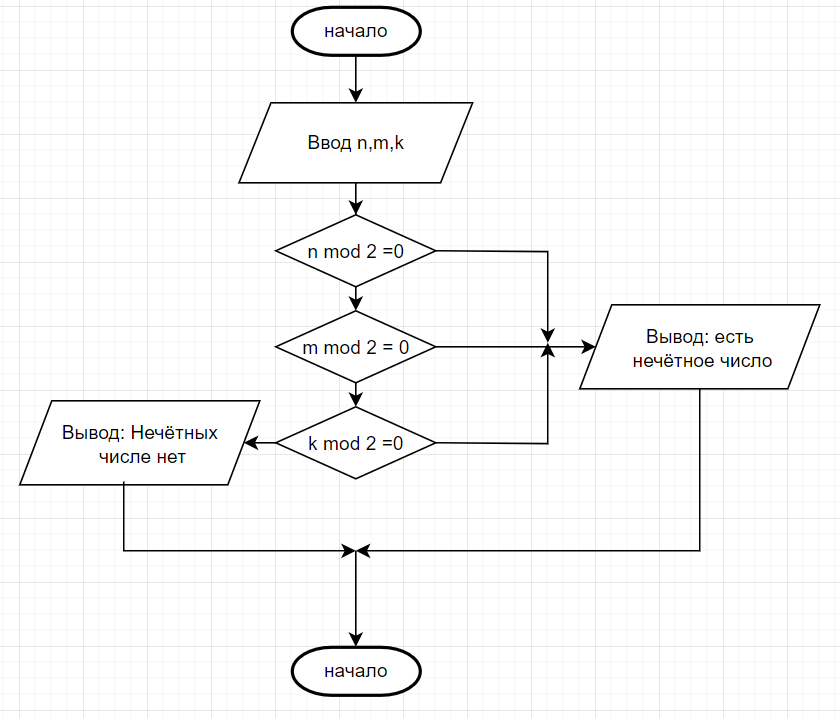 начало
Ввод n,m,k
n mod 2 =0
m mod 2 = 0
Вывод: есть
нечётное число
k mod 2 =0
Вывод: Нечётных
числе нет
начало